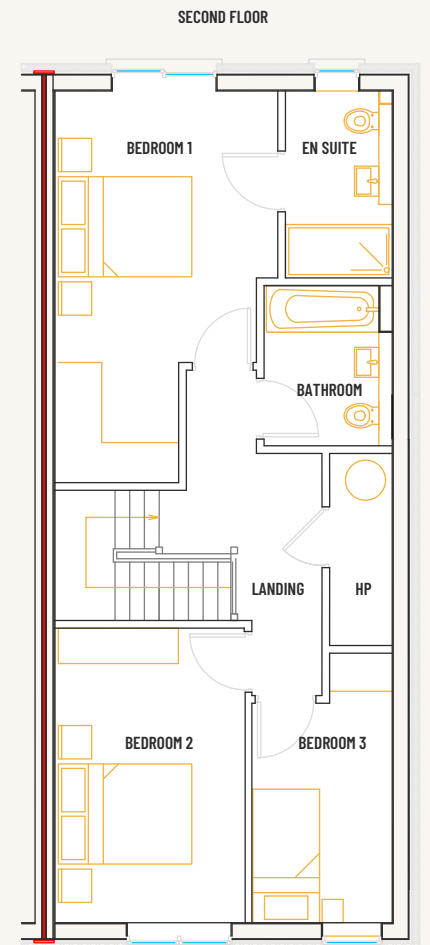 SECOND FLOOR
BEDROOM 1
EN SUITE
BATHROOM
LANDING
HP
BEDROOM 2
BEDROOM 3